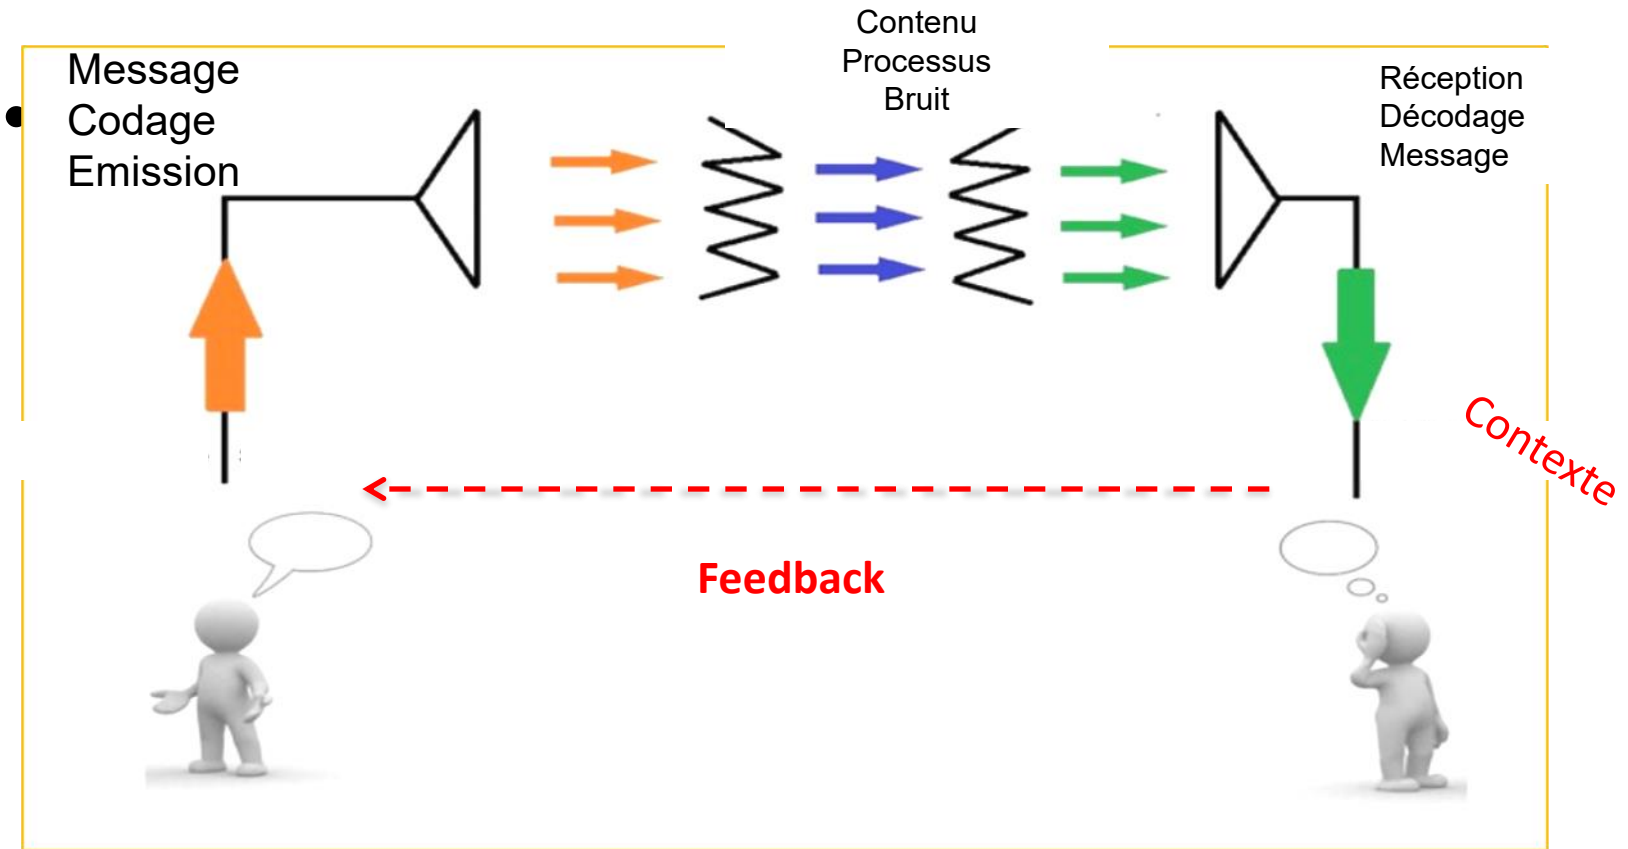 Message
Codage
Emission
Contenu
Processus
Bruit
Réception
Décodage
Message
Contexte
Feedback